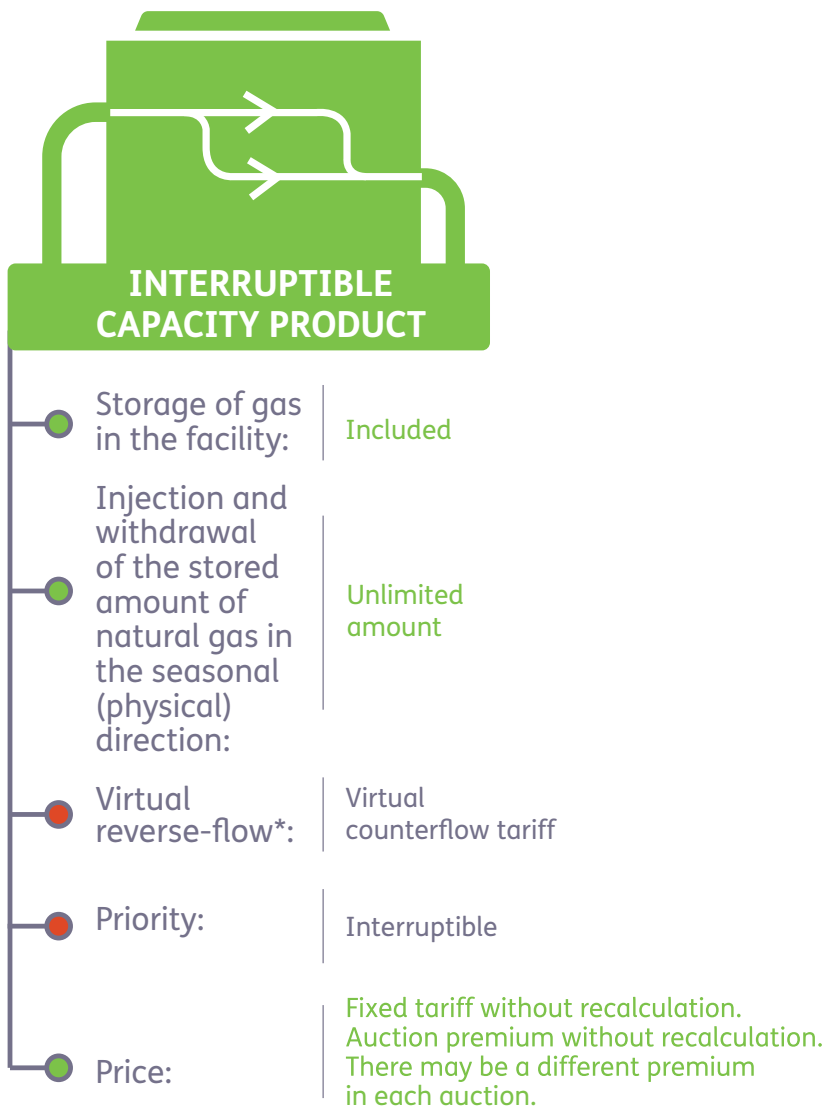 INTERRUPTIBLE
CAPACITY PRODUCT
Storage of gas
in the facility:
Included
Injection and
withdrawal
of the stored
amount of
natural gas in
the seasonal
(physical)
direction:
Unlimited
amount
Virtual
reverse-flow*:
Virtual
counterflow tariff
Priority:
Interruptible
Price:
Fixed tariff without recalculation.
Auction premium without recalculation.
There may be a different premium
in each auction.